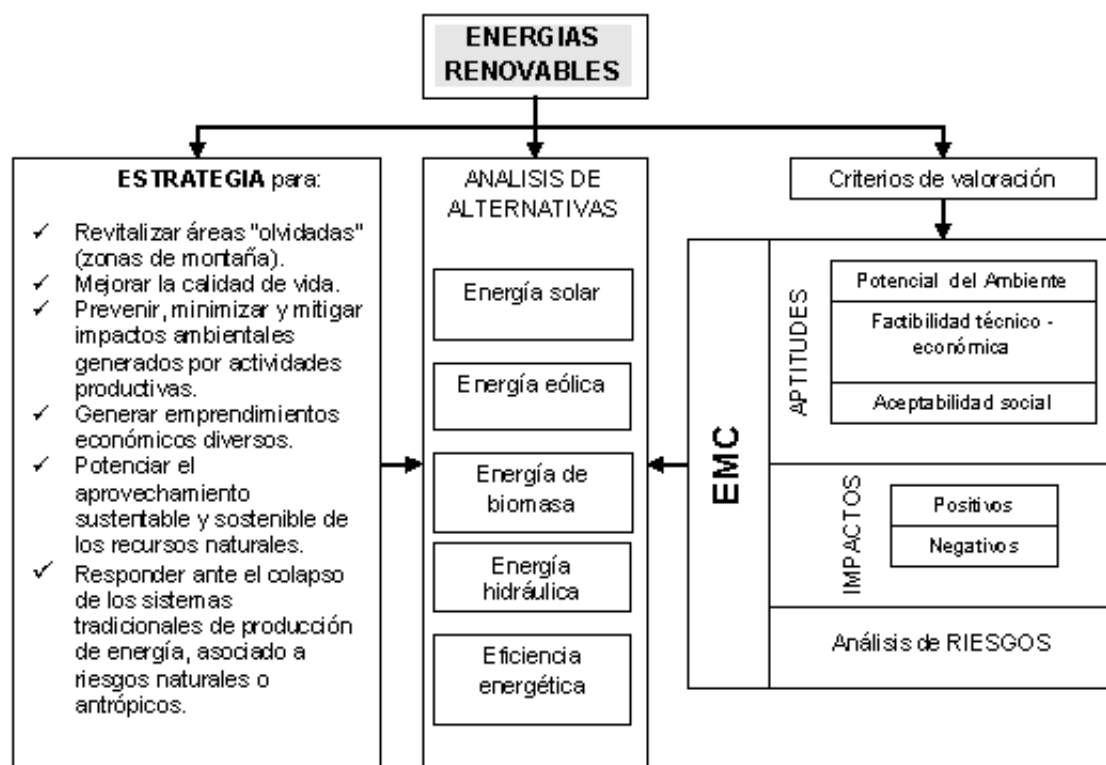 ENERGIAS
RENOVABLES
ESTRATEGIA para:
✓ Revitalizar áreas "olvidadas"
(zonas de montaña).
✓ Mejorar la calidad de vida.
✓ Prevenir, minimizar y mitigar
impactos ambientales
generados por actividades
productivas.
✓ Generar emprendimientos
económicos diversos.
✓ Potenciar el
aprovechamiento
sustentable y sostenible de
los recursos naturales.
✓ Responder ante el colapso
de los sistemas
tradicionales de producción
de energía, asociado a
riesgos naturales o
antrópicos.
ANALISIS DE
ALTERNATIVAS
Energía solar
Energía eólica
Energía de
biomasa
Energía
hidráulica
Eficiencia
energética
Criterios de valoración
EMC
APTITUDES
Potencial del Ambiente
Factibilidad técnico -
económica
Aceptabilidad social
IMPACTOS
Positivos
Negativos
Análisis de RIESGOS